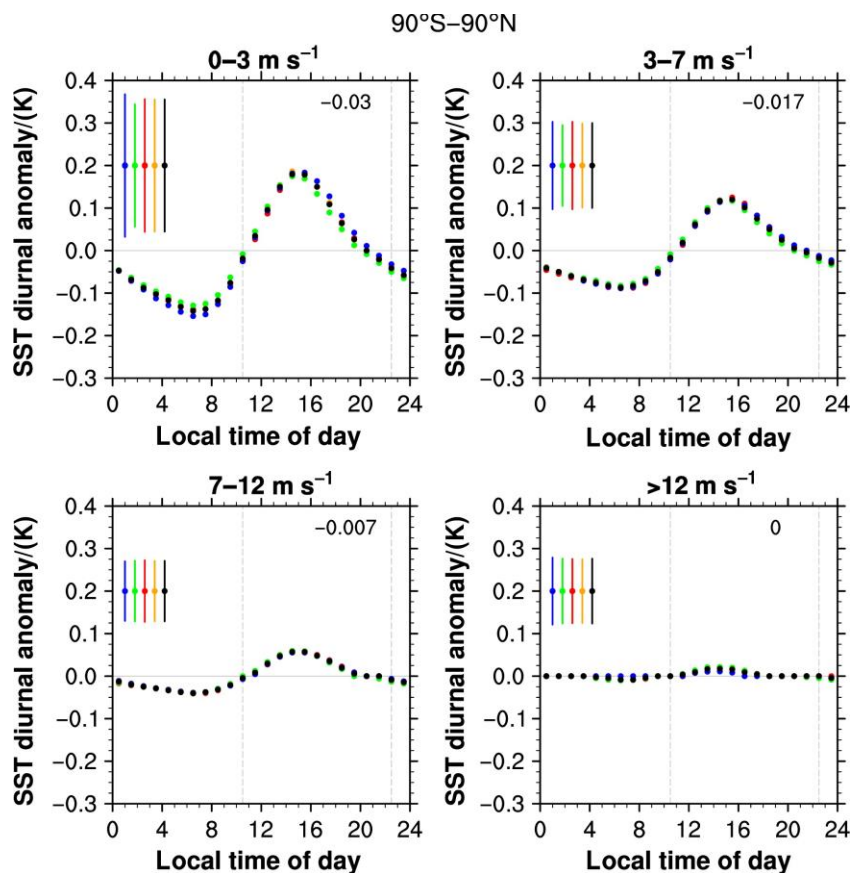 90°S–90°N
0–3 m s⁻¹
−0.03
SST diurnal anomaly/(K)
0.4
0.3
0.2
0.1
0.0
−0.1
−0.2
−0.3
0 4 8 12 16 20 24
Local time of day
3–7 m s⁻¹
−0.017
SST diurnal anomaly/(K)
0.4
0.3
0.2
0.1
0.0
−0.1
−0.2
−0.3
0 4 8 12 16 20 24
Local time of day
7–12 m s⁻¹
−0.007
SST diurnal anomaly/(K)
0.4
0.3
0.2
0.1
0.0
−0.1
−0.2
−0.3
0 4 8 12 16 20 24
Local time of day
>12 m s⁻¹
0
SST diurnal anomaly/(K)
0.4
0.3
0.2
0.1
0.0
−0.1
−0.2
−0.3
0 4 8 12 16 20 24
Local time of day